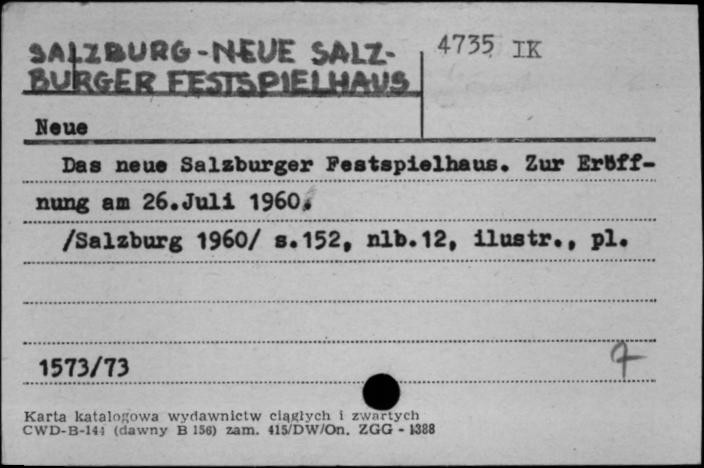 SALZBURG-NEUE SALZ-
BURGER FESTSPIELHAUS
4735 IK
Neue
Das neue Salzburger Festspielhaus. Zur Eröff-
nung am 26.Juli 1960.
/Salzburg 1960/ s.152, nlb.12, ilustr., pl.
1573/73
Karta katalogowa wydawnictw ciągłych i zwartych
CWD-B-144 (dawny B 156) zam. 415/DW/On. ZGG - 1388